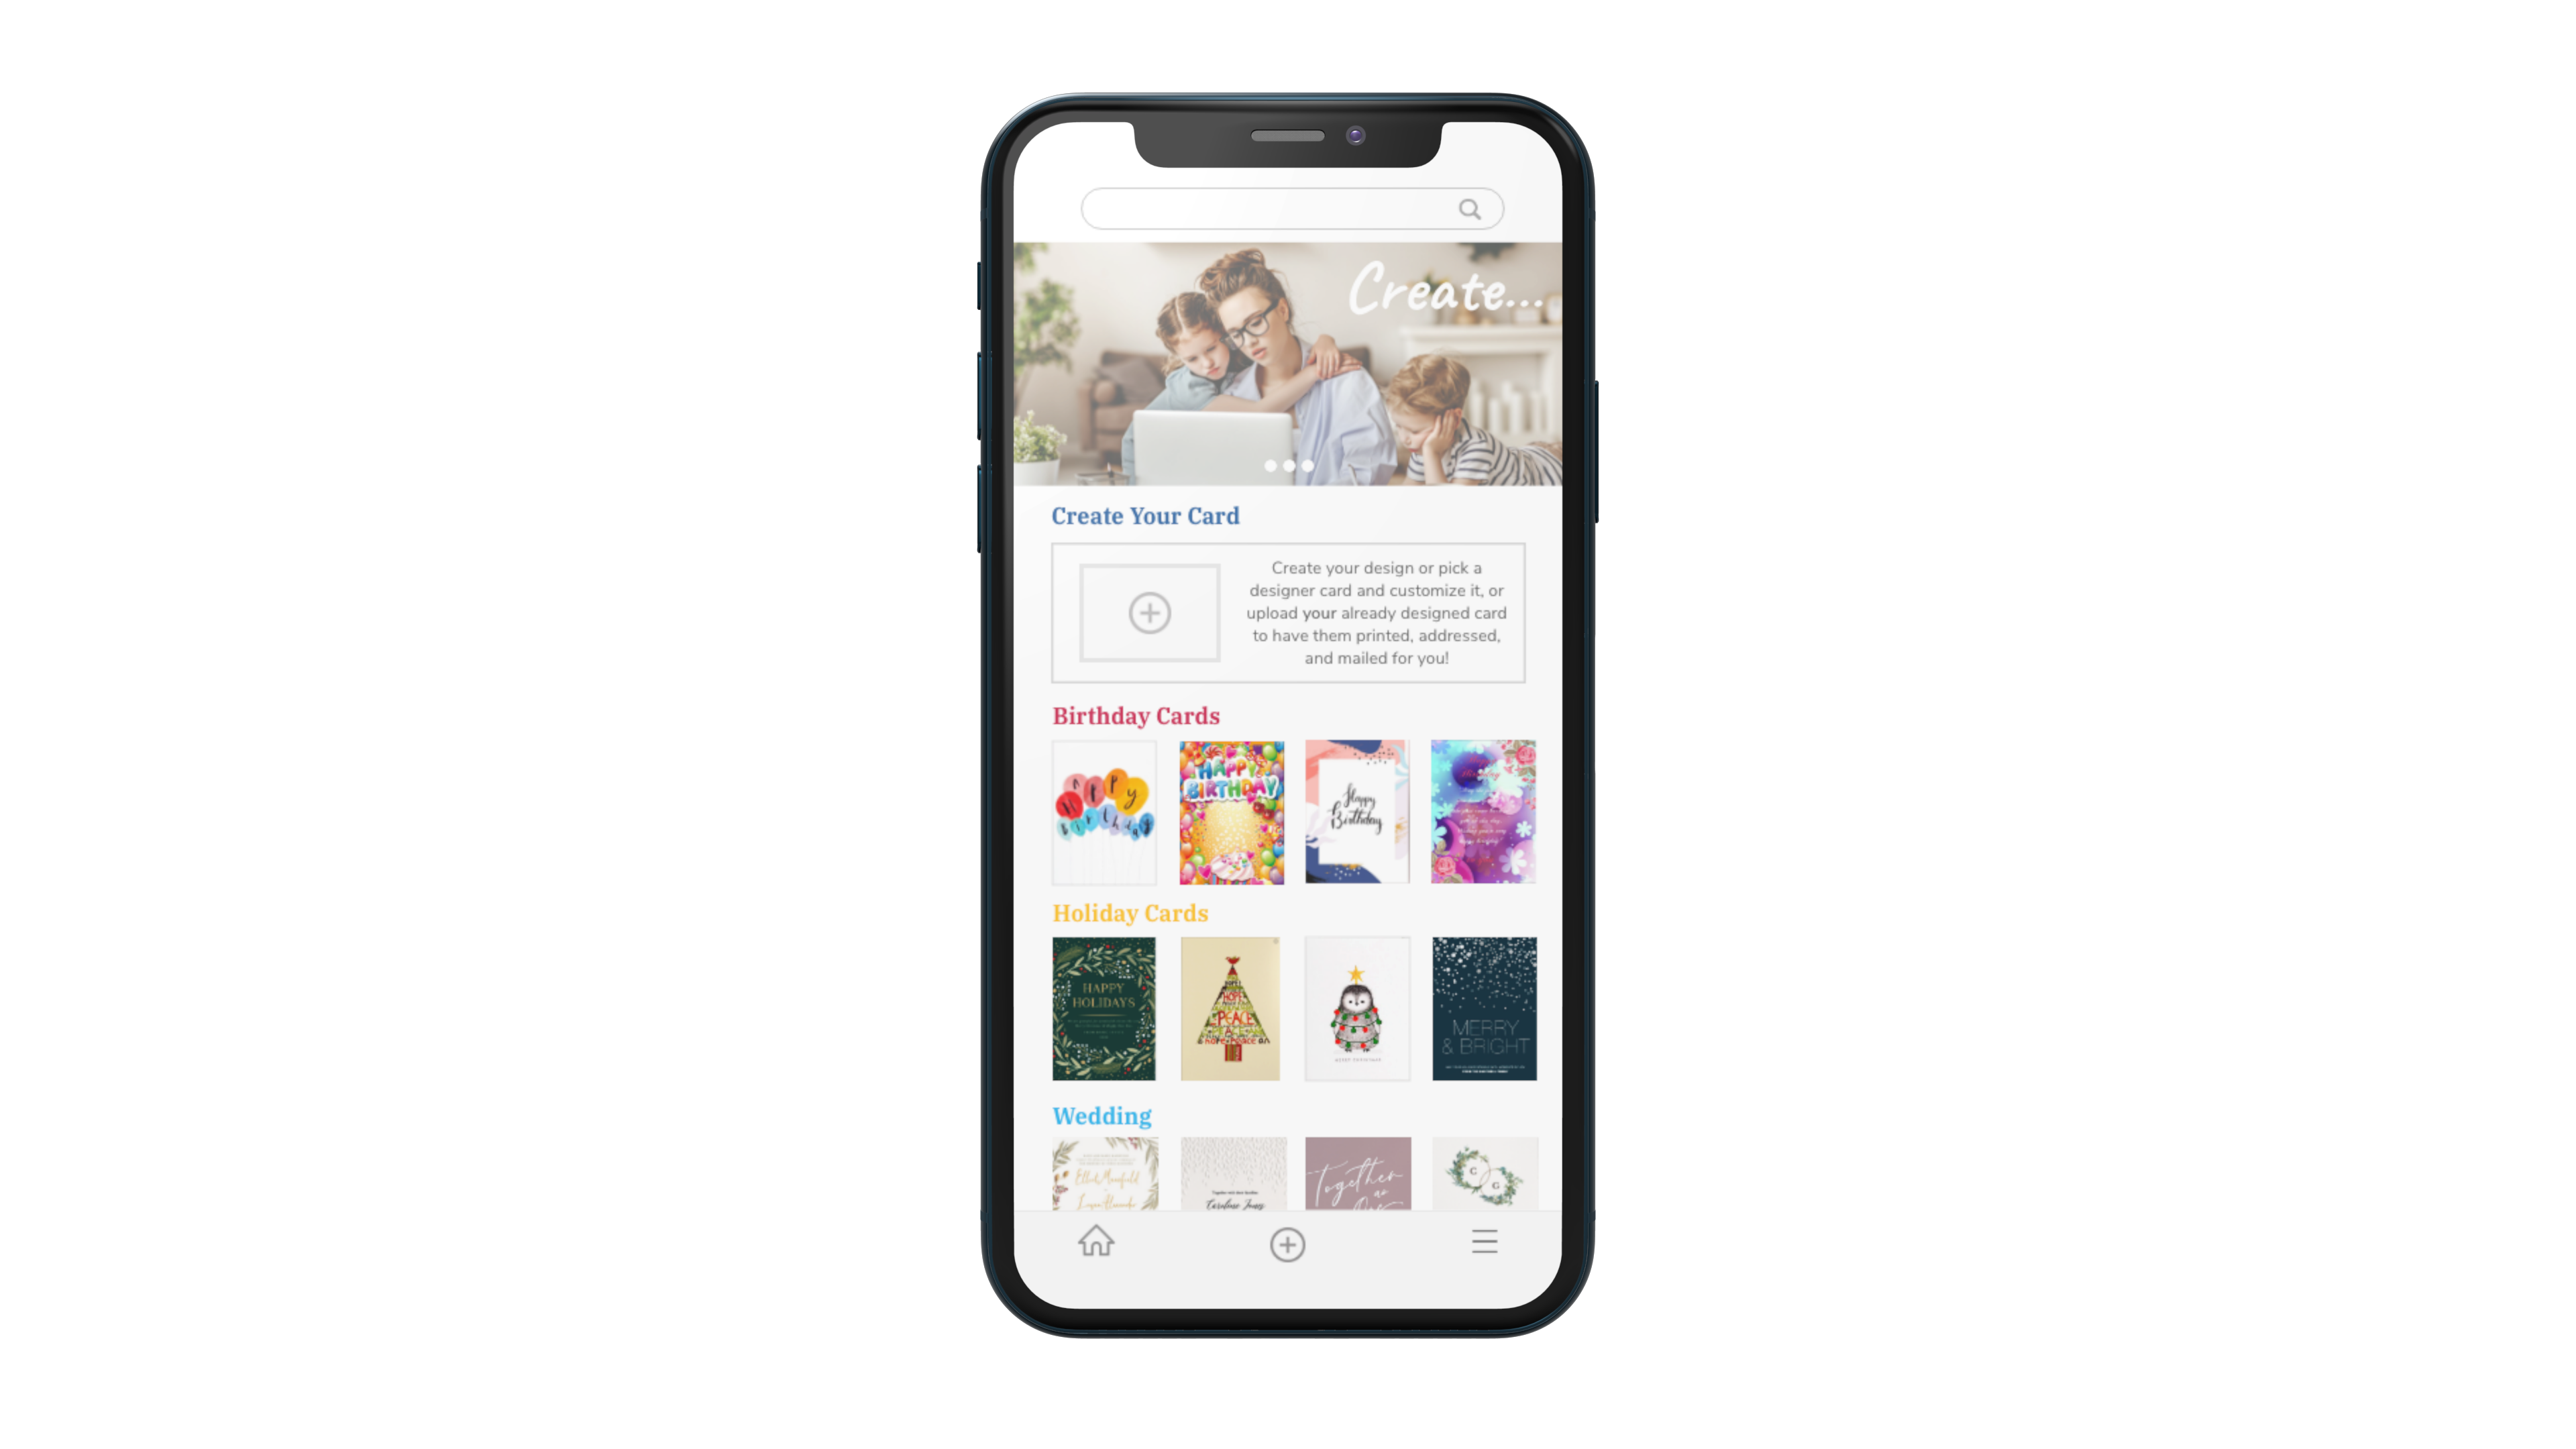 Create...
Create Your Card
Create your design or pick a
designer card and customize it, or
upload your already designed card
to have them printed, addressed,
and mailed for you!
Birthday Cards
Happy
Birthday
HAPPY
BIRTHDAY
Happy
Birthday
Holiday Cards
HAPPY
HOLIDAYS
HOPE
PEACE
MERRY
& BRIGHT
Wedding
Together
as
One
C
G